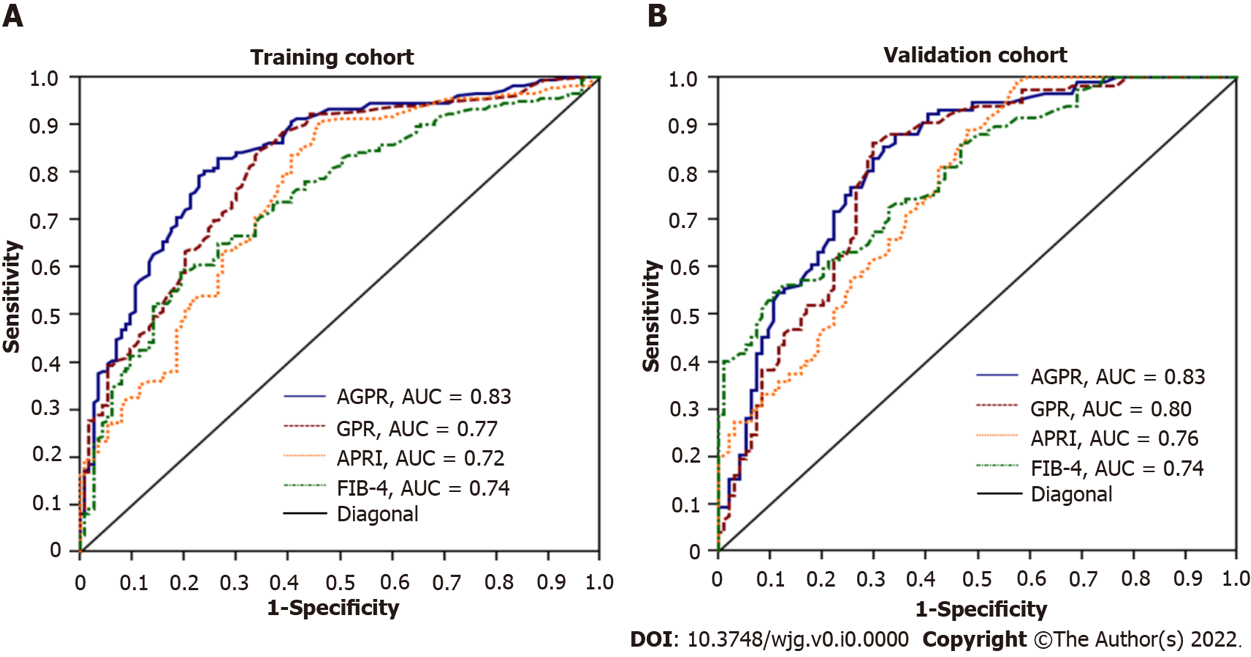 A
Training cohort
Sensitivity
1.0
0.9
0.8
0.7
0.6
0.5
0.4
0.3
0.2
0.1
0
AGPR, AUC = 0.83
GPR, AUC = 0.77
APRI, AUC = 0.72
FIB-4, AUC = 0.74
Diagonal
0 0.1 0.2 0.3 0.4 0.5 0.6 0.7 0.8 0.9 1.0
1-Specificity
B
Validation cohort
Sensitivity
1.0
0.9
0.8
0.7
0.6
0.5
0.4
0.3
0.2
0.1
0
AGPR, AUC = 0.83
GPR, AUC = 0.80
APRI, AUC = 0.76
FIB-4, AUC = 0.74
Diagonal
0 0.1 0.2 0.3 0.4 0.5 0.6 0.7 0.8 0.9 1.0
1-Specificity
DOI: 10.3748/wjg.v0.i0.0000 Copyright ©The Author(s) 2022.